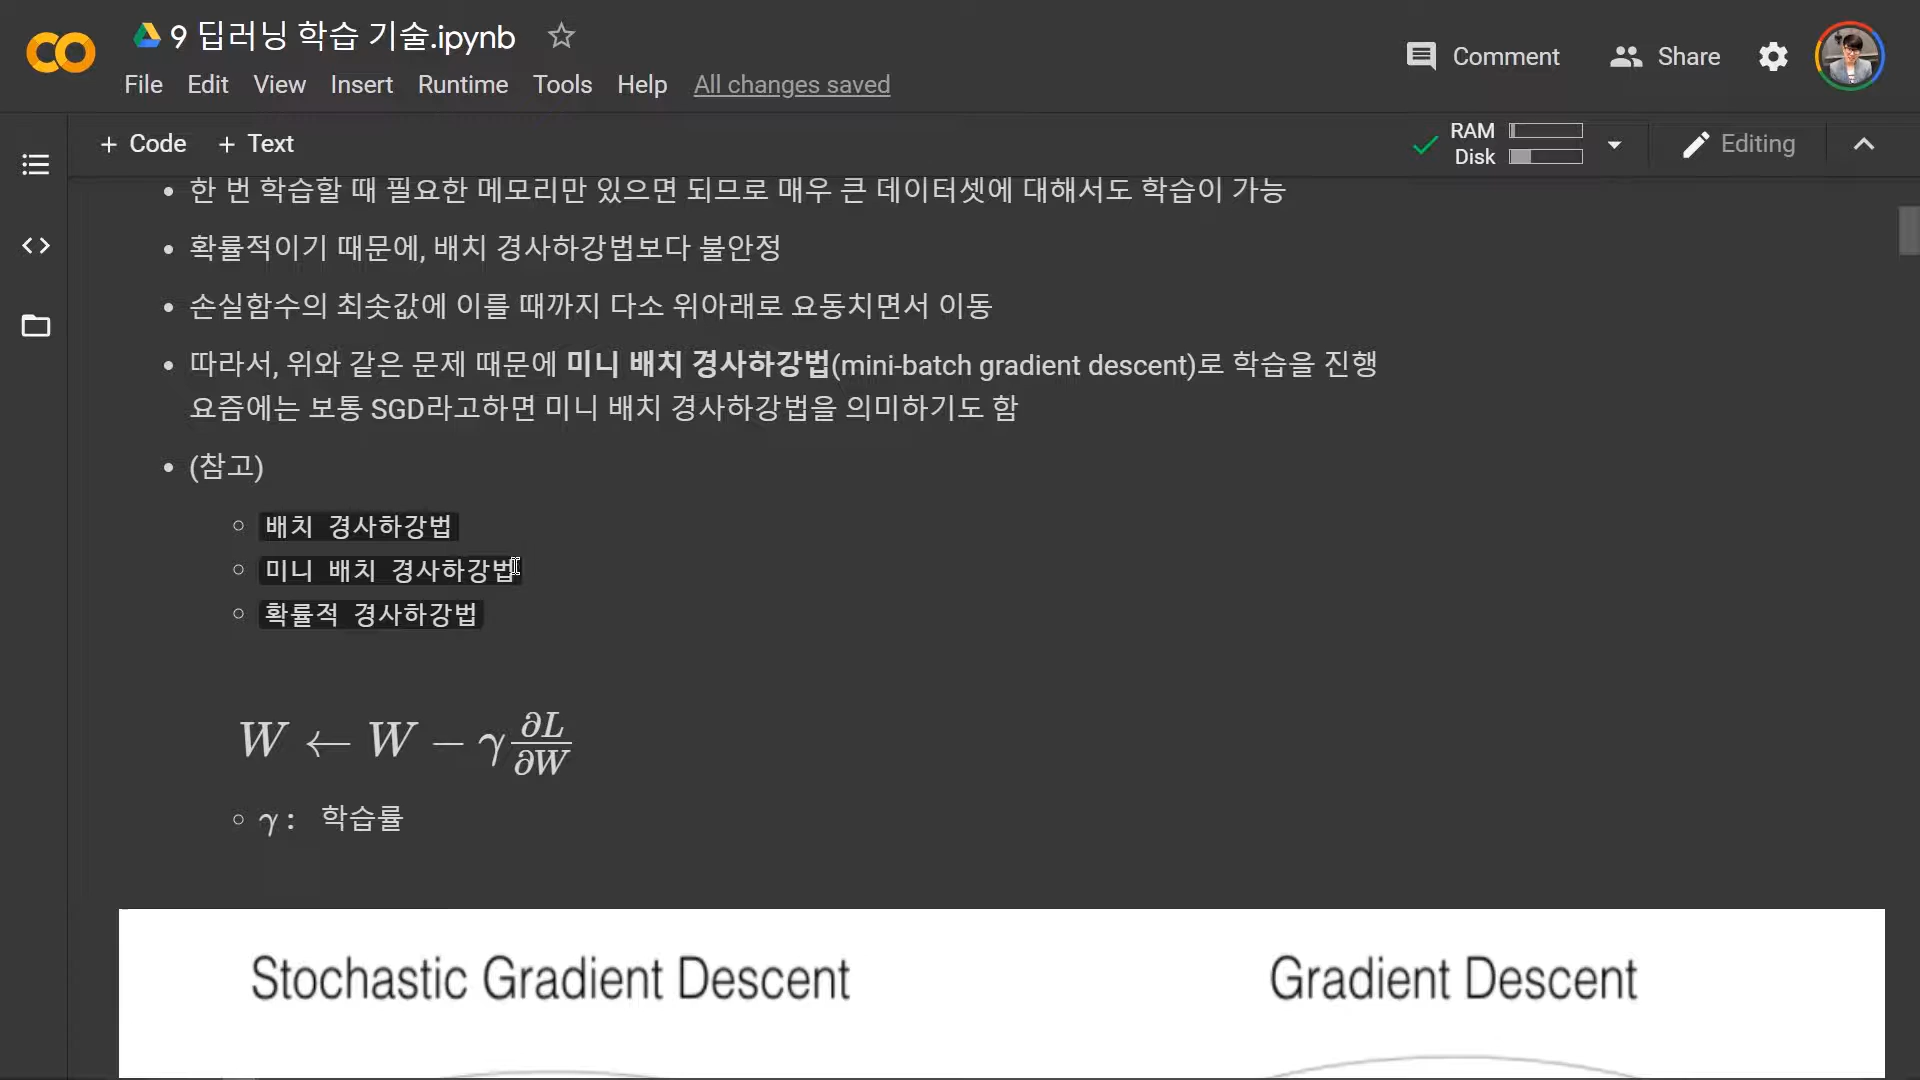 9 딥러닝 학습 기술.ipynb
File Edit View Insert Runtime Tools Help All changes saved
Comment Share
+ Code + Text
RAM
Disk
Editing
한 번 학습할 때 필요한 메모리만 있으면 되므로 매우 큰 데이터셋에 대해서도 학습이 가능
확률적이기 때문에, 배치 경사하강법보다 불안정
손실함수의 최솟값에 이를 때까지 다소 위아래로 요동치면서 이동
따라서, 위와 같은 문제 때문에 미니 배치 경사하강법(mini-batch gradient descent)로 학습을 진행
요즘에는 보통 SGD라고하면 미니 배치 경사하강법을 의미하기도 함
(참고)
배치 경사하강법
미니 배치 경사하강법
확률적 경사하강법
W ← W − γ ∂L/∂W
γ : 학습률
Stochastic Gradient Descent Gradient Descent